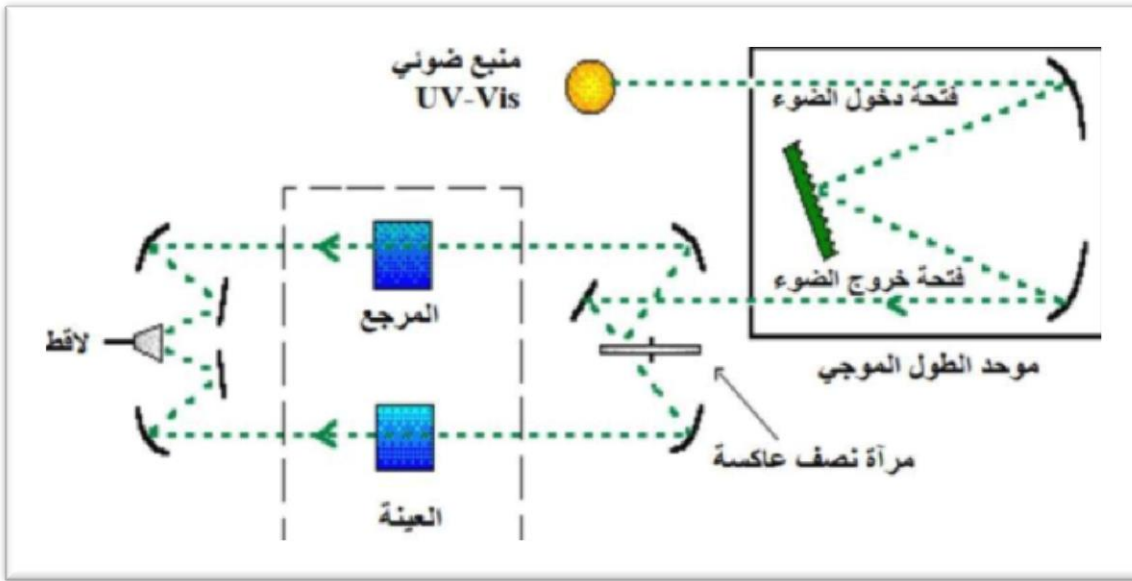 منبع ضوئي
UV-Vis
فتحة دخول الضوء
فتحة خروج الضوء
موحد الطول الموجي
المرجع
لاقط
مرآة نصف عاكسة
العينة